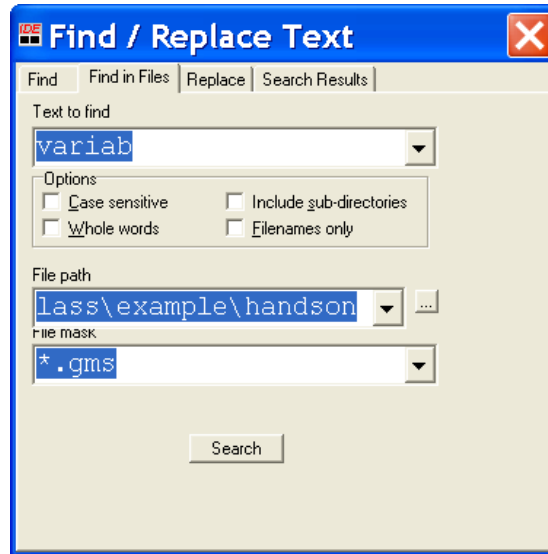 IDE Find / Replace Text
Find Find in Files Replace Search Results
Text to find
variab
Options
Case sensitive Include sub-directories
Whole words Filenames only
File path
lass\example\handson ...
File mask
*.gms
Search